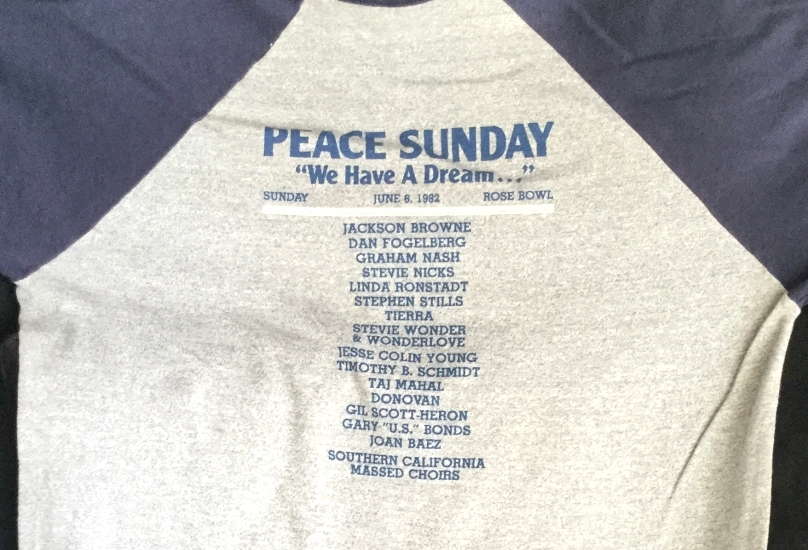 PEACE SUNDAY
“We Have A Dream...”
SUNDAY JUNE 6, 1982 ROSE BOWL
JACKSON BROWNE
DAN FOGELBERG
GRAHAM NASH
STEVIE NICKS
LINDA RONSTADT
STEPHEN STILLS
TIERRA
STEVIE WONDER
& WONDERLOVE
JESSE COLIN YOUNG
TIMOTHY B. SCHMIDT
TAJ MAHAL
DONOVAN
GIL SCOTT-HERON
GARY "U.S." BONDS
JOAN BAEZ
SOUTHERN CALIFORNIA
MASSED CHOIRS